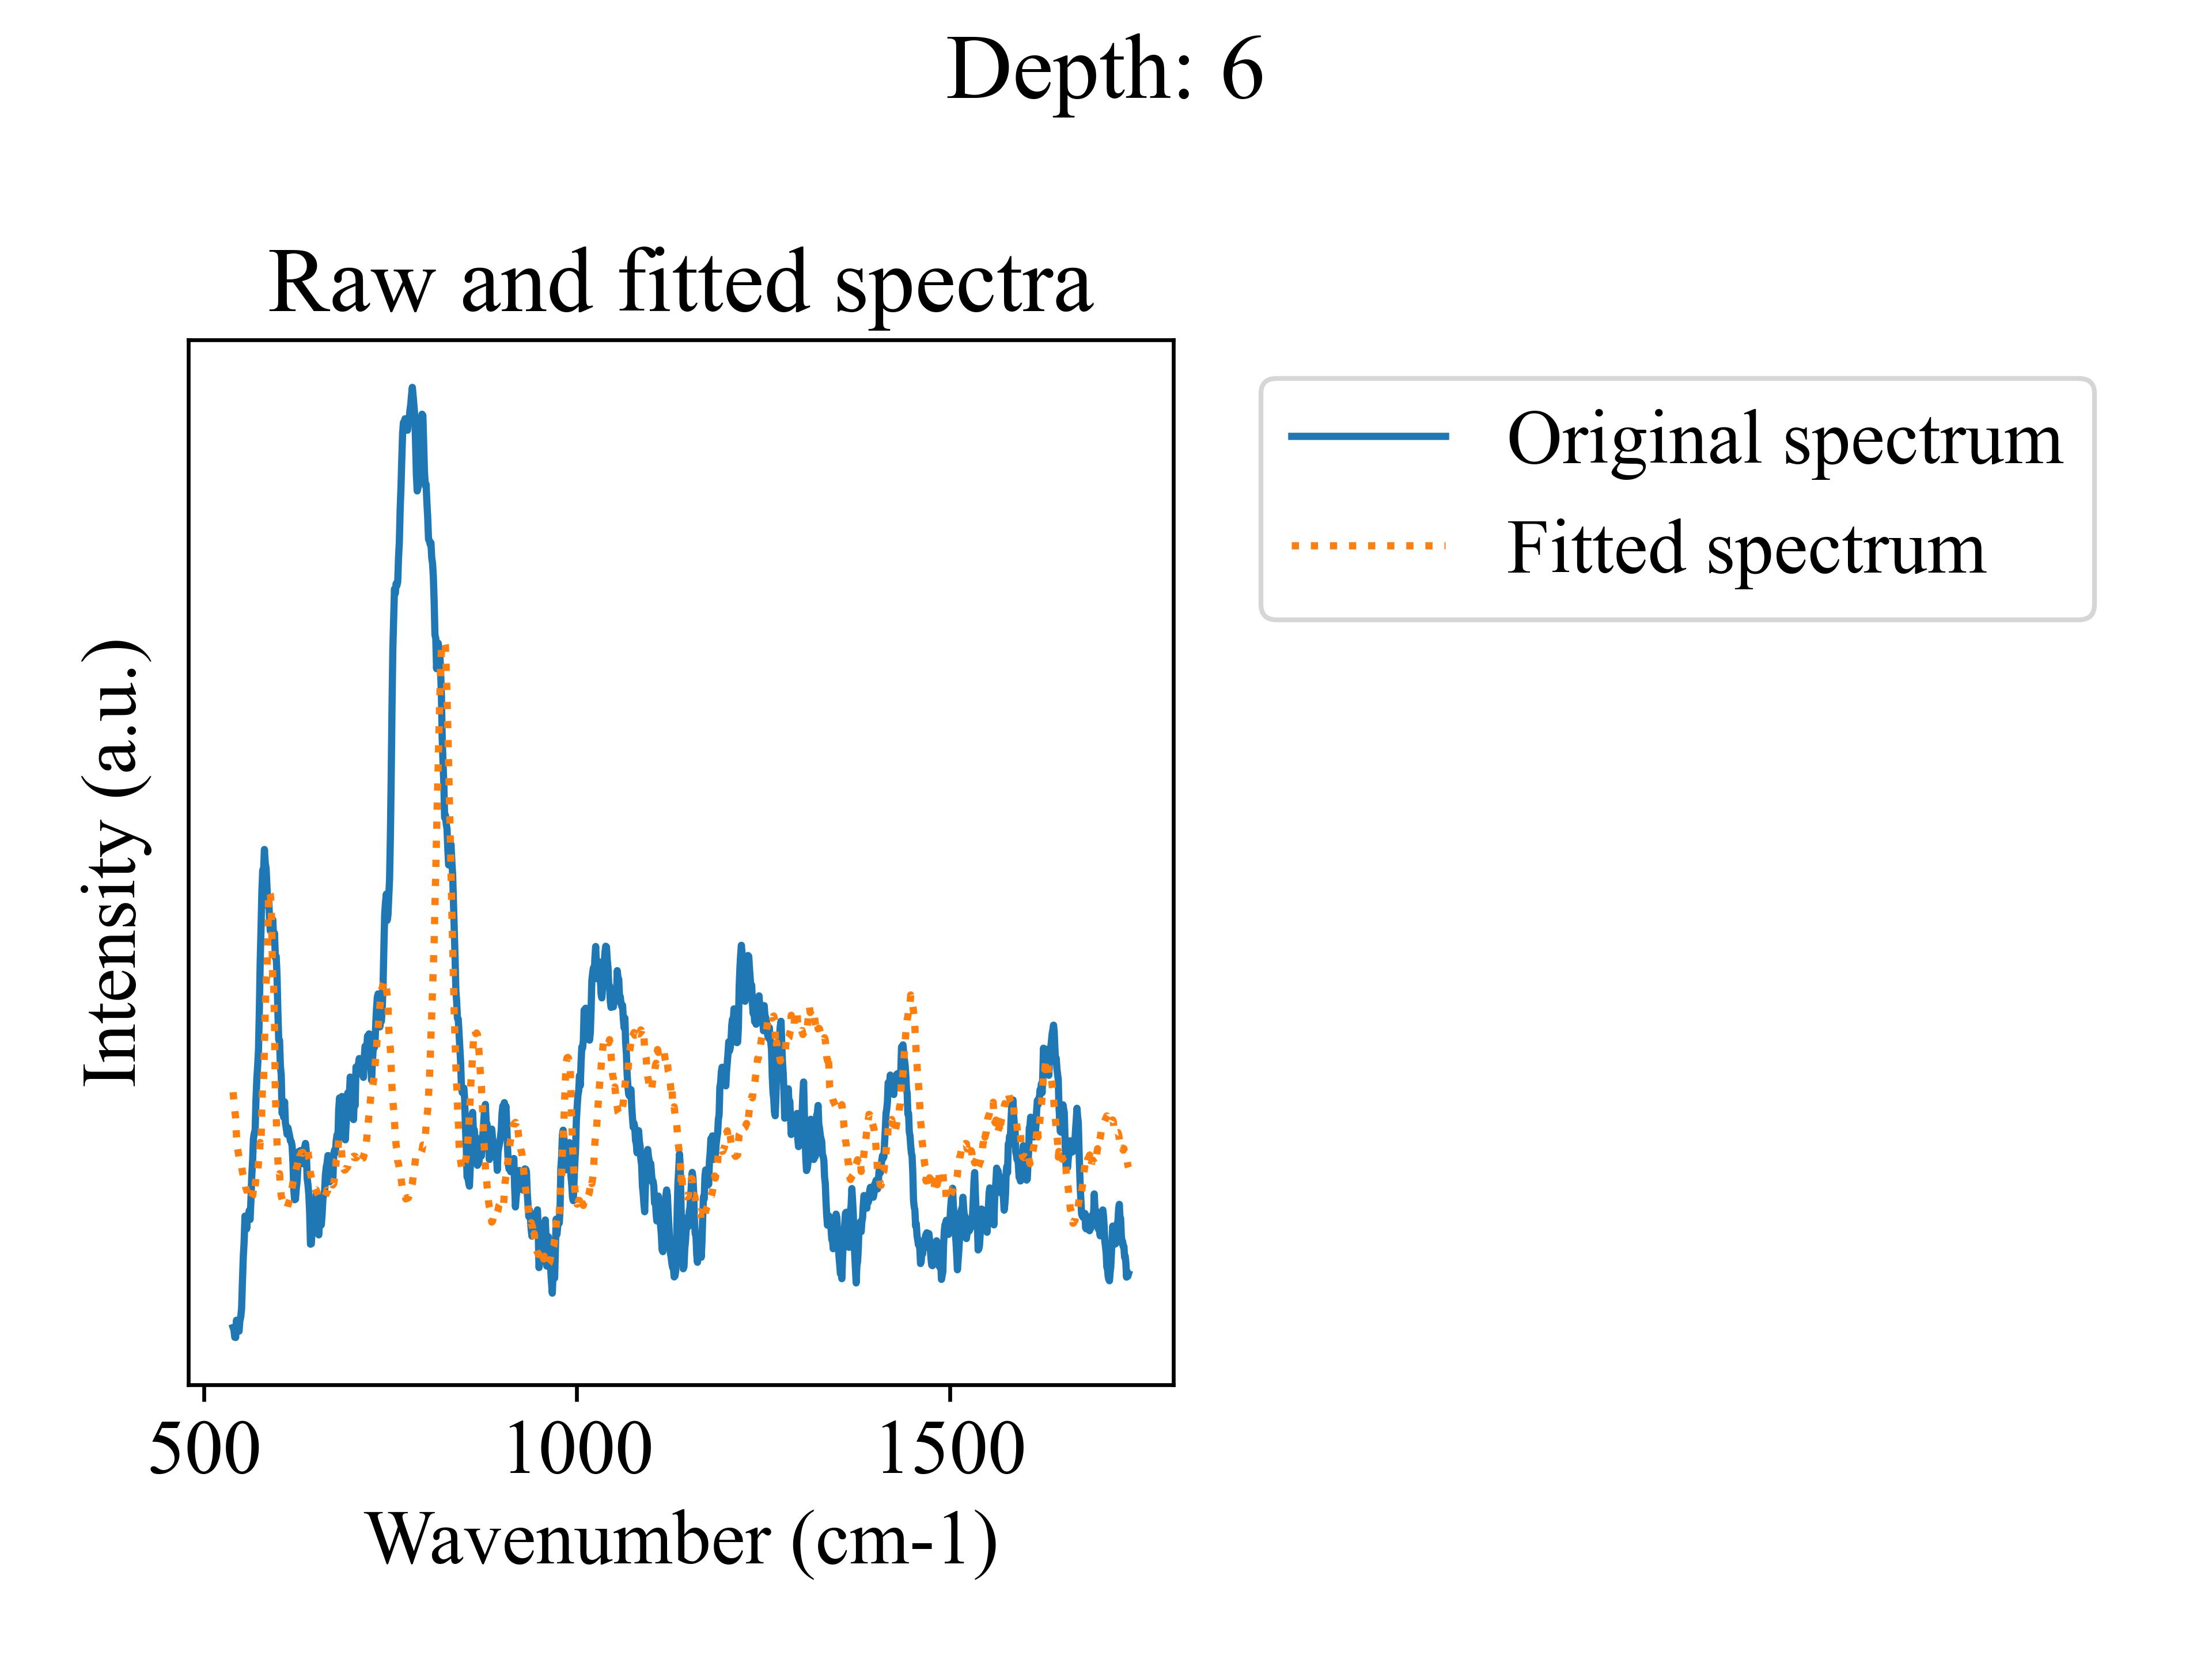 Depth: 6
Raw and fitted spectra
Original spectrum
Fitted spectrum
Intensity (a.u.)
500 1000 1500
Wavenumber (cm-1)